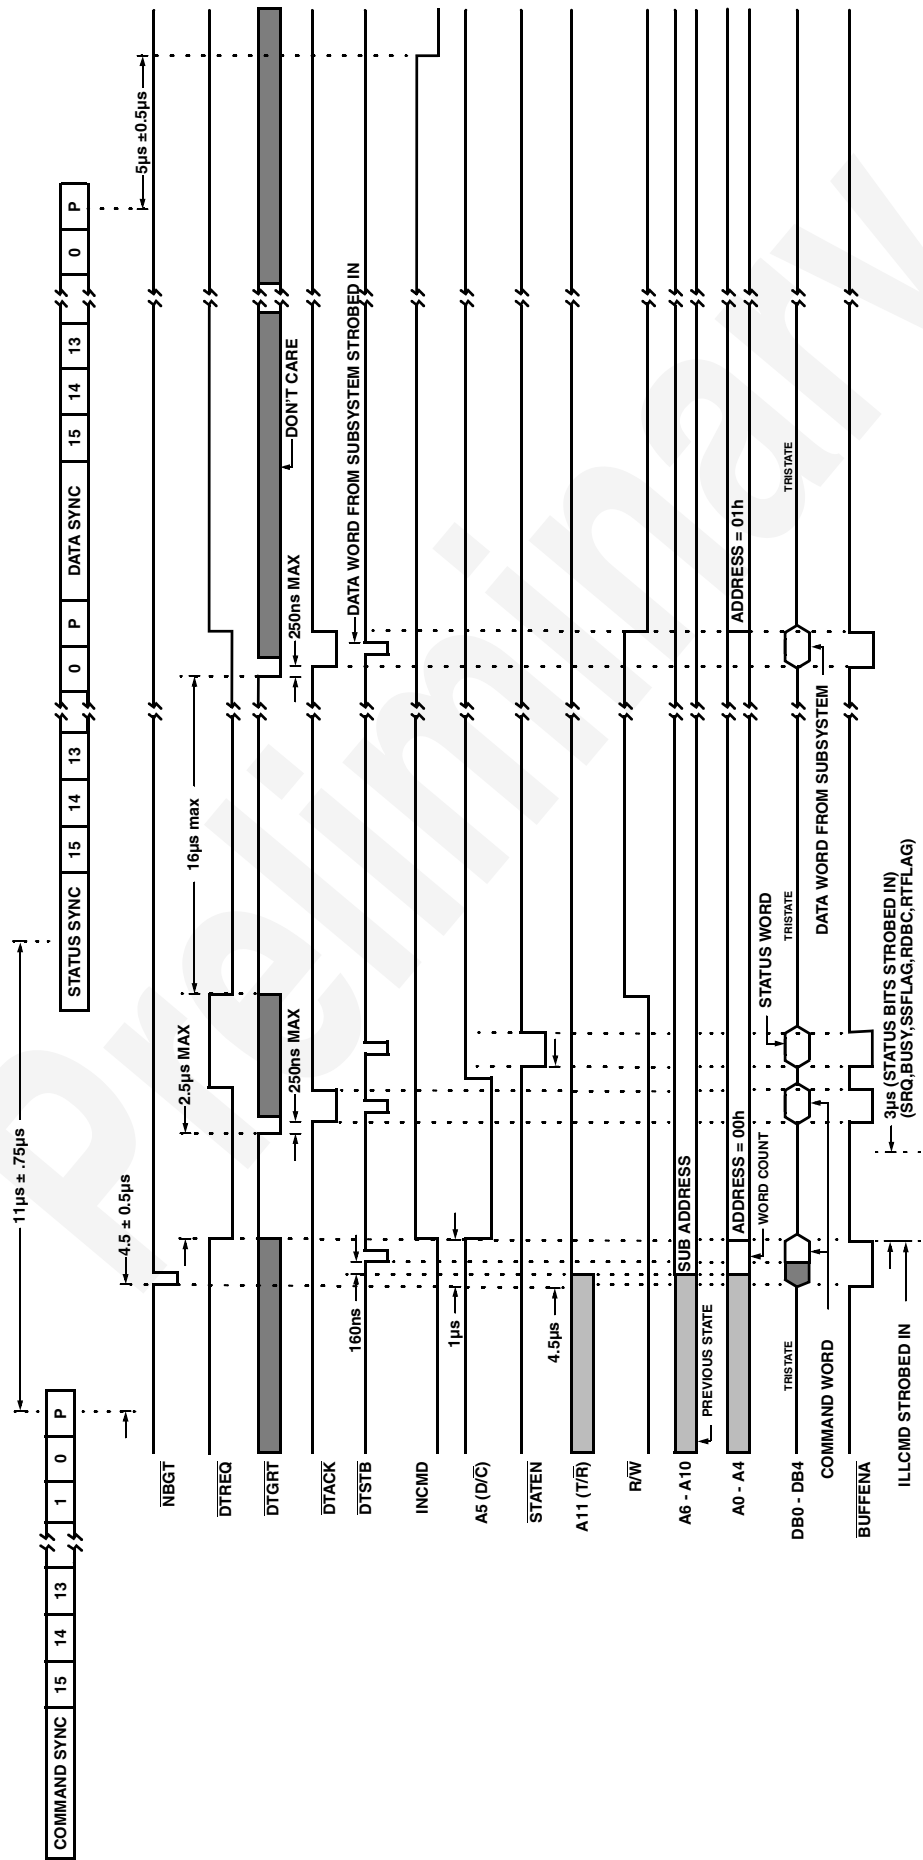 COMMAND SYNC 15 14 13 1 0 P
STATUS SYNC 15 14 13 0 P DATA SYNC 15 14 13 0 P
11µs ± .75µs
4.5 ± 0.5µs
2.5µs MAX
16µs max
5µs ±0.5µs
NBGT
DTREQ
DTGRT
250ns MAX
250ns MAX
DON'T CARE
DTACK
DTSTB
160ns
DATA WORD FROM SUBSYSTEM STROBED IN
INCMD
1µs
A5 (D/C)
STATEN
4.5µs
A11 (T/R)
R/W
A6 - A10
SUB ADDRESS
PREVIOUS STATE
A0 - A4
ADDRESS = 00h
ADDRESS = 01h
WORD COUNT
STATUS WORD
DB0 - DB4
TRISTATE
TRISTATE
TRISTATE
COMMAND WORD
DATA WORD FROM SUBSYSTEM
BUFFENA
3µs (STATUS BITS STROBED IN)
(SRQ,BUSY,SSFLAG,RDBC,RTFLAG)
ILLCMD STROBED IN
Preliminary